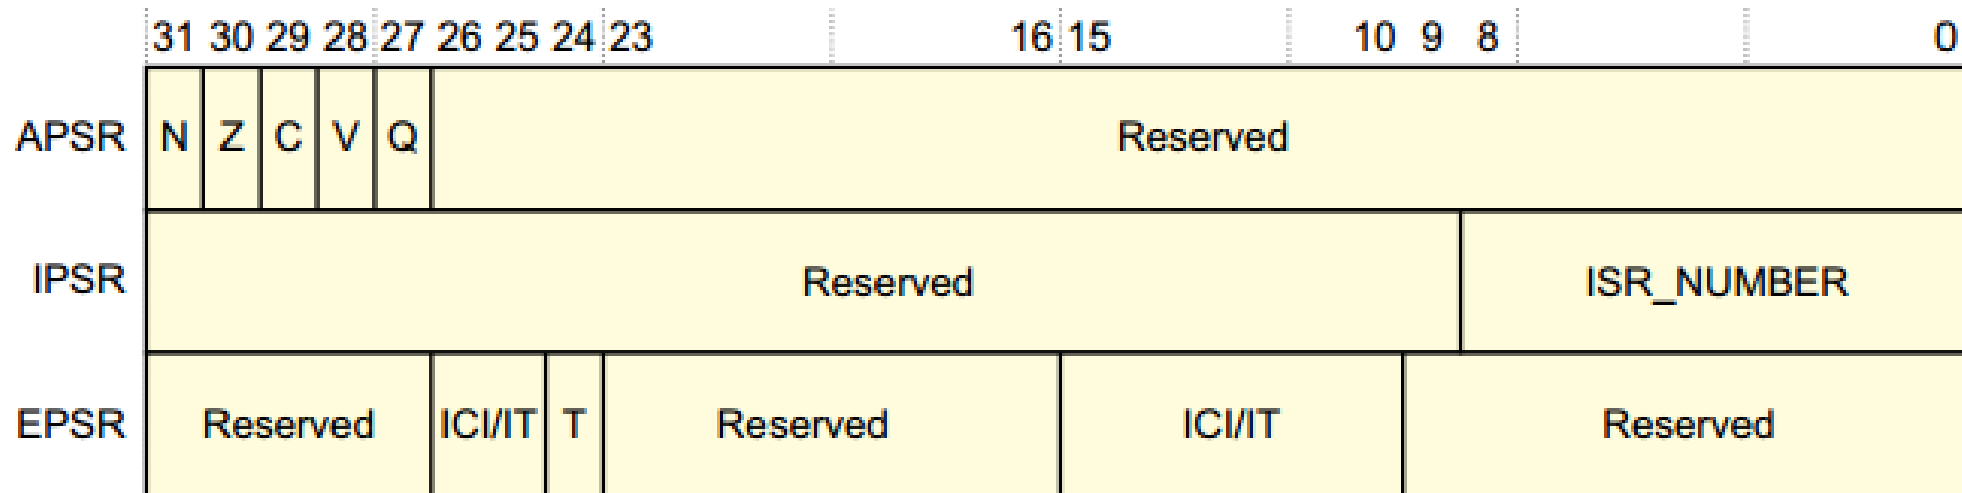 31 30 29 28 27 26 25 24 23 16 15 10 9 8 0
APSR N Z C V Q Reserved
IPSR Reserved ISR_NUMBER
EPSR Reserved ICI/IT T Reserved ICI/IT Reserved